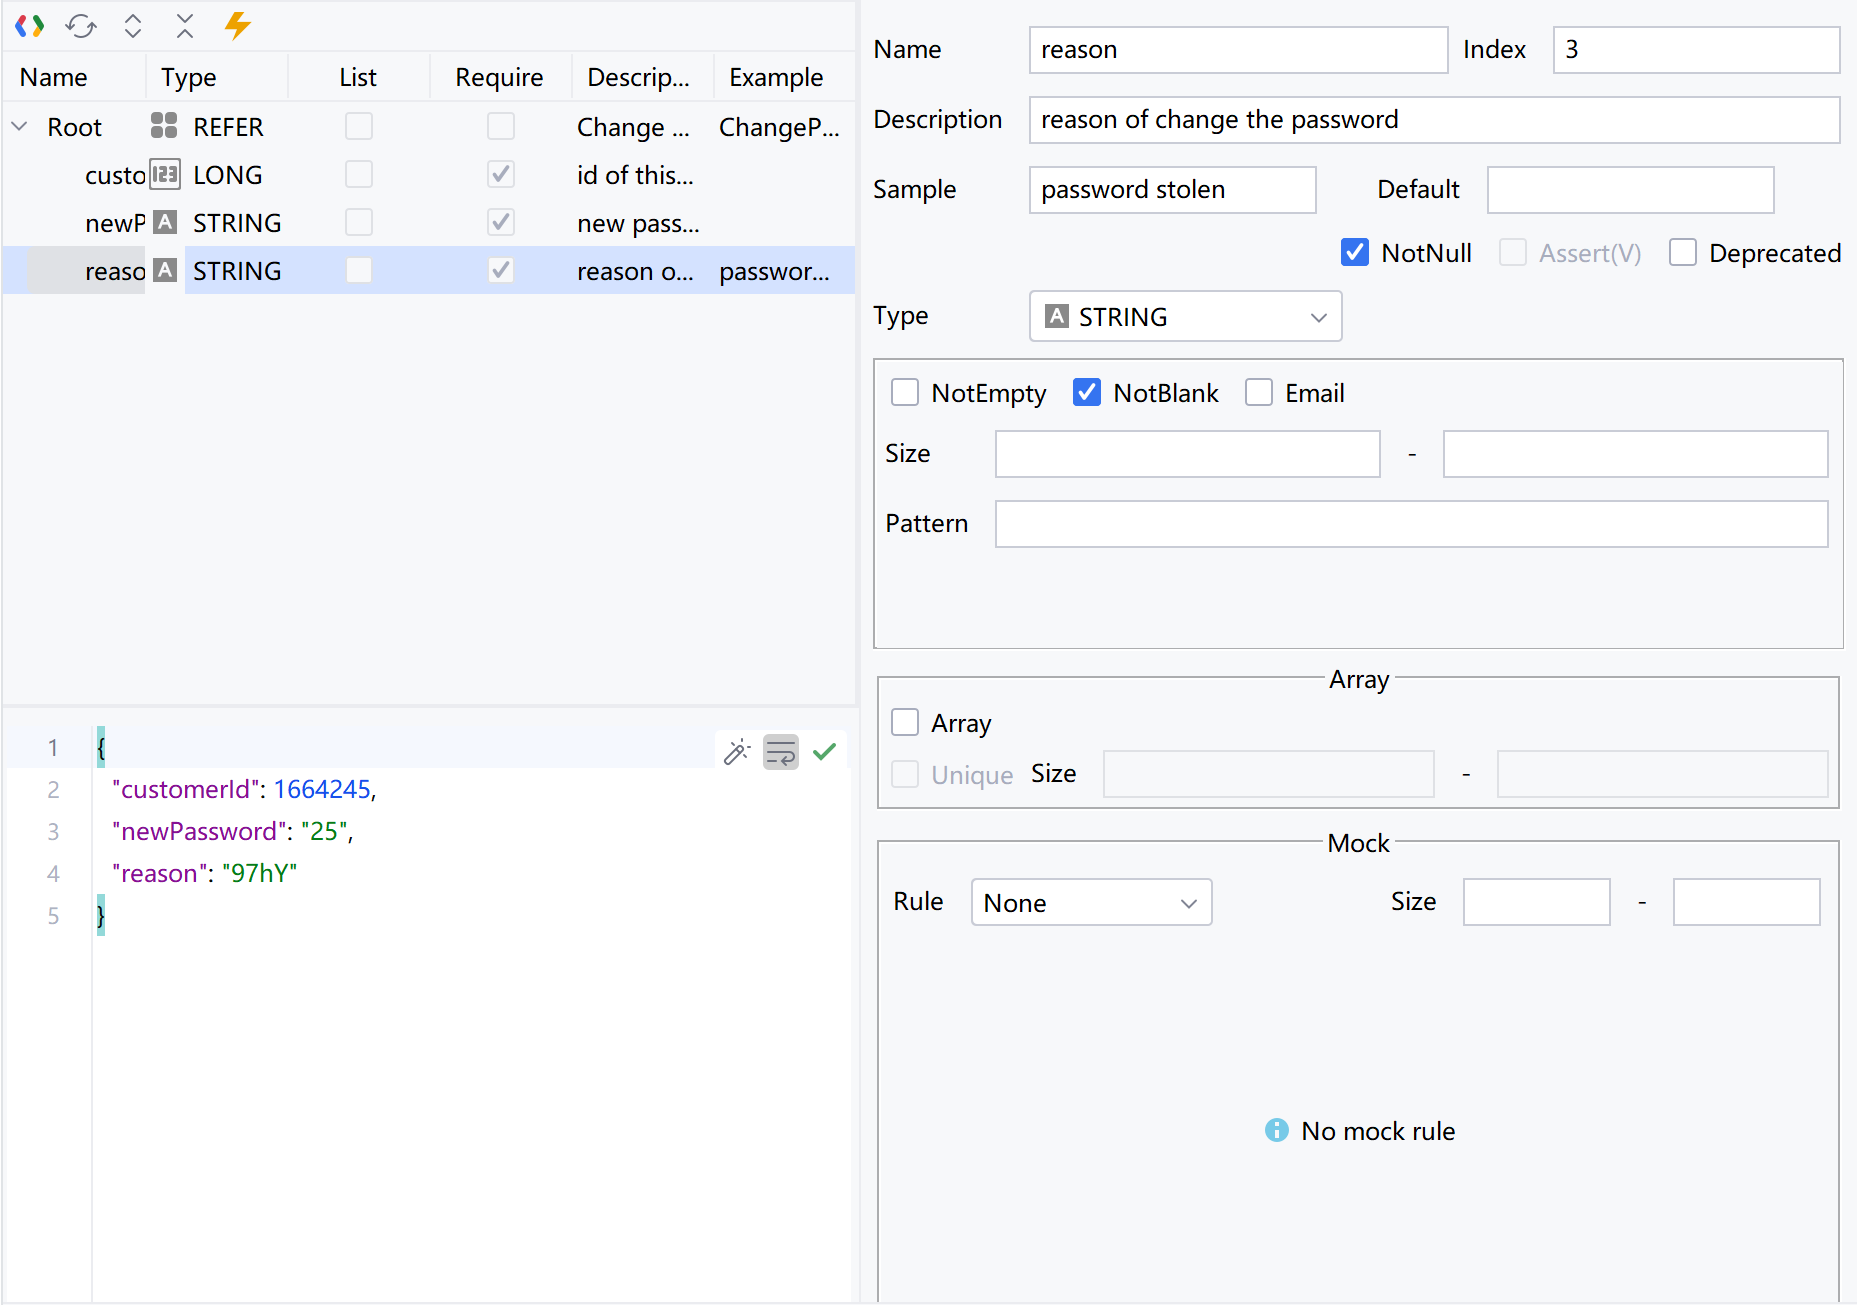 Name Type List Require Descrip... Example
Root REFER Change ... ChangeP...
custo 123 LONG id of this...
newP A STRING new pass...
reaso A STRING reason o... passwor...
1 {
2 "customerId": 1664245,
3 "newPassword": "25",
4 "reason": "97hY"
5 }
Name reason Index 3
Description reason of change the password
Sample password stolen Default
NotNull Assert(V) Deprecated
Type A STRING
NotEmpty NotBlank Email
Size -
Pattern
Array
Array
Unique Size -
Mock
Rule None Size -
No mock rule